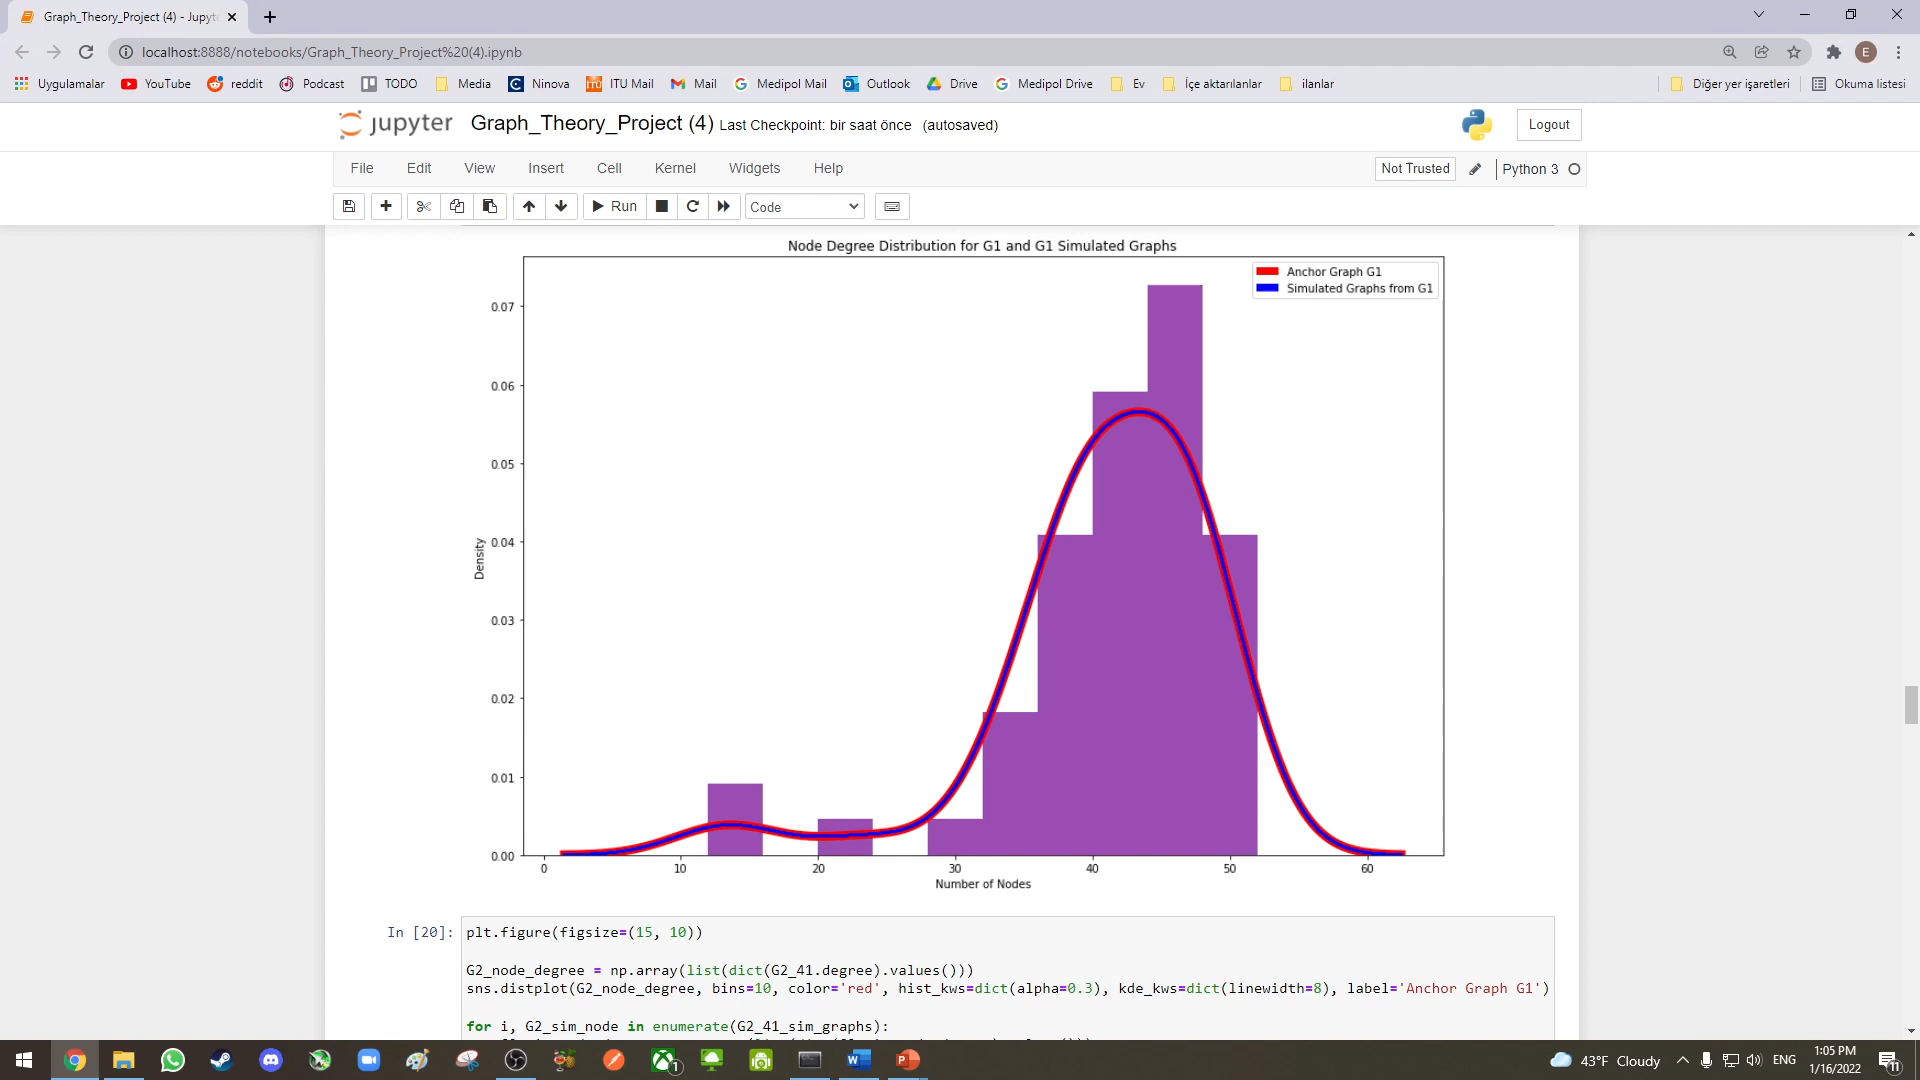 Graph_Theory_Project (4) - Jupyt
localhost:8888/notebooks/Graph_Theory_Project%20(4).ipynb
E
Uygulamalar YouTube reddit Podcast TODO Media Ninova ITU Mail Mail Medipol Mail Outlook Drive Medipol Drive Ev İçe aktarılanlar ilanlar Diğer yer işaretleri Okuma listesi
jupyter Graph_Theory_Project (4) Last Checkpoint: bir saat önce (autosaved) Logout
File Edit View Insert Cell Kernel Widgets Help Not Trusted Python 3
Run Code
Node Degree Distribution for G1 and G1 Simulated Graphs
Anchor Graph G1
Simulated Graphs from G1
0.07
0.06
0.05
0.04
0.03
0.02
0.01
0.00
Density
0 10 20 30 40 50 60
Number of Nodes
In [20]: plt.figure(figsize=(15, 10))
G2_node_degree = np.array(list(dict(G2_41.degree).values()))
sns.distplot(G2_node_degree, bins=10, color='red', hist_kws=dict(alpha=0.3), kde_kws=dict(linewidth=8), label='Anchor Graph G1')
for i, G2_sim_node in enumerate(G2_41_sim_graphs):
43°F Cloudy ENG
1:05 PM
1/16/2022
11